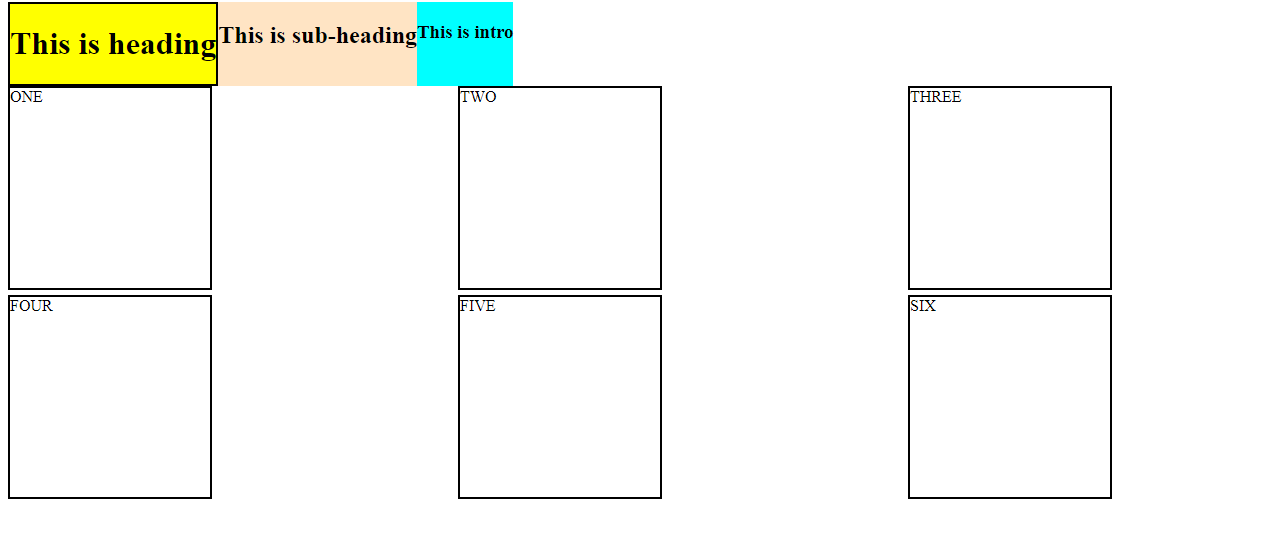 This is heading This is sub-heading This is intro
ONE TWO THREE
FOUR FIVE SIX